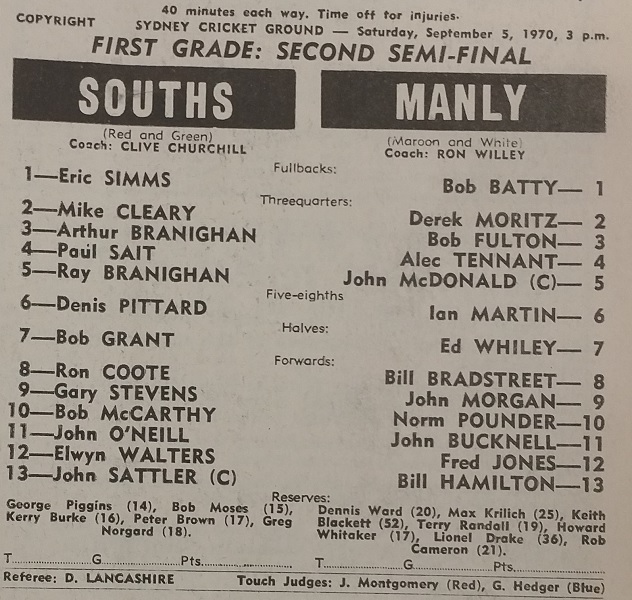 40 minutes each way. Time off for injuries.
COPYRIGHT SYDNEY CRICKET GROUND — Saturday, September 5, 1970, 3 p.m.
FIRST GRADE: SECOND SEMI-FINAL
SOUTHS MANLY
(Red and Green) (Maroon and White)
Coach: CLIVE CHURCHILL Coach: RON WILLEY
Fullbacks:
1—Eric SIMMS Bob BATTY— 1
Threequarters:
2—Mike CLEARY Derek MORITZ— 2
3—Arthur BRANIGHAN Bob FULTON— 3
4—Paul SAIT Alec TENNANT— 4
5—Ray BRANIGHAN John McDONALD (C)— 5
Five-eighths
6—Denis PITTARD Ian MARTIN— 6
Halves:
7—Bob GRANT Ed WHILEY— 7
Forwards:
8—Ron COOTE Bill BRADSTREET— 8
9—Gary STEVENS John MORGAN— 9
10—Bob McCARTHY Norm POUNDER—10
11—John O'NEILL John BUCKNELL—11
12—Elwyn WALTERS Fred JONES—12
13—John SATTLER (C) Bill HAMILTON—13
Reserves:
George Piggins (14), Bob Moses (15),
Kerry Burke (16), Peter Brown (17), Greg
Norgard (18).
Dennis Ward (20), Max Krilich (25), Keith
Blackett (52), Terry Randall (19), Howard
Whitaker (17), Lionel Drake (36), Rob
Cameron (21).
T..................G..................Pts.................. T..................G..................Pts..................
Referee: D. LANCASHIRE Touch Judges: J. Montgomery (Red), G. Hedger (Blue)